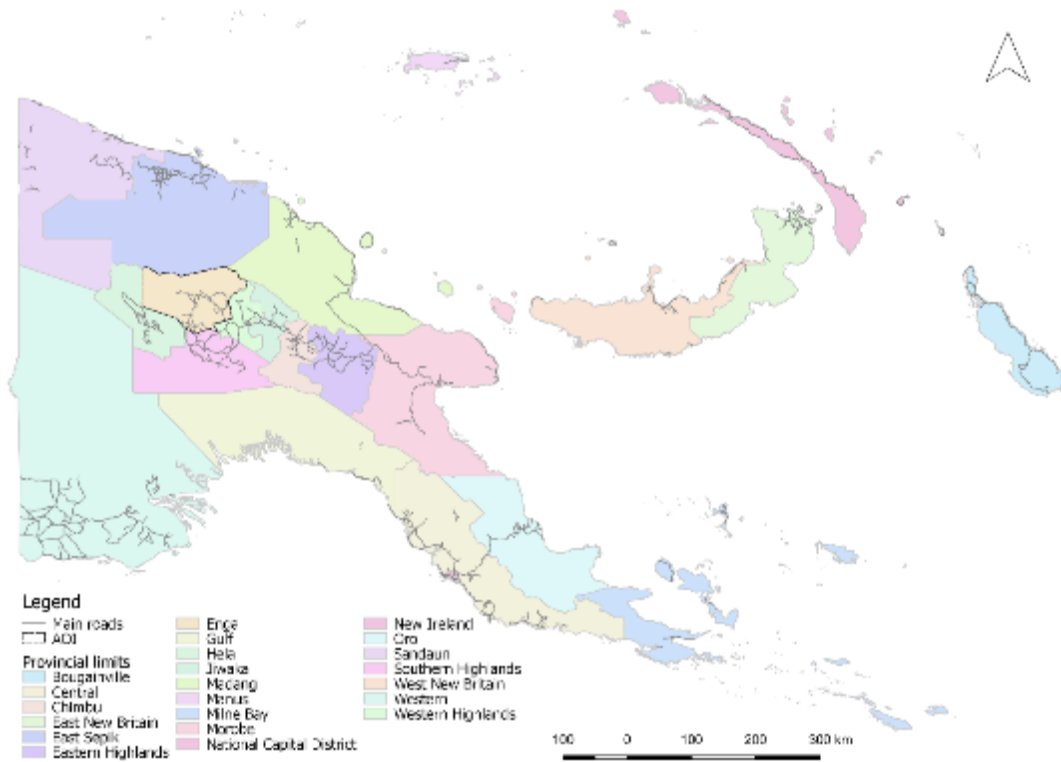 Legend
Main roads
AOI
Provincial limits
Bougainville
Central
Chimbu
East New Britain
East Sepik
Eastern Highlands
Enga
Gulf
Hela
Jiwaka
Madang
Manus
Milne Bay
Morobe
National Capital District
New Ireland
Oro
Sandaun
Southern Highlands
West New Britain
Western
Western Highlands
100 0 100 200 300 km